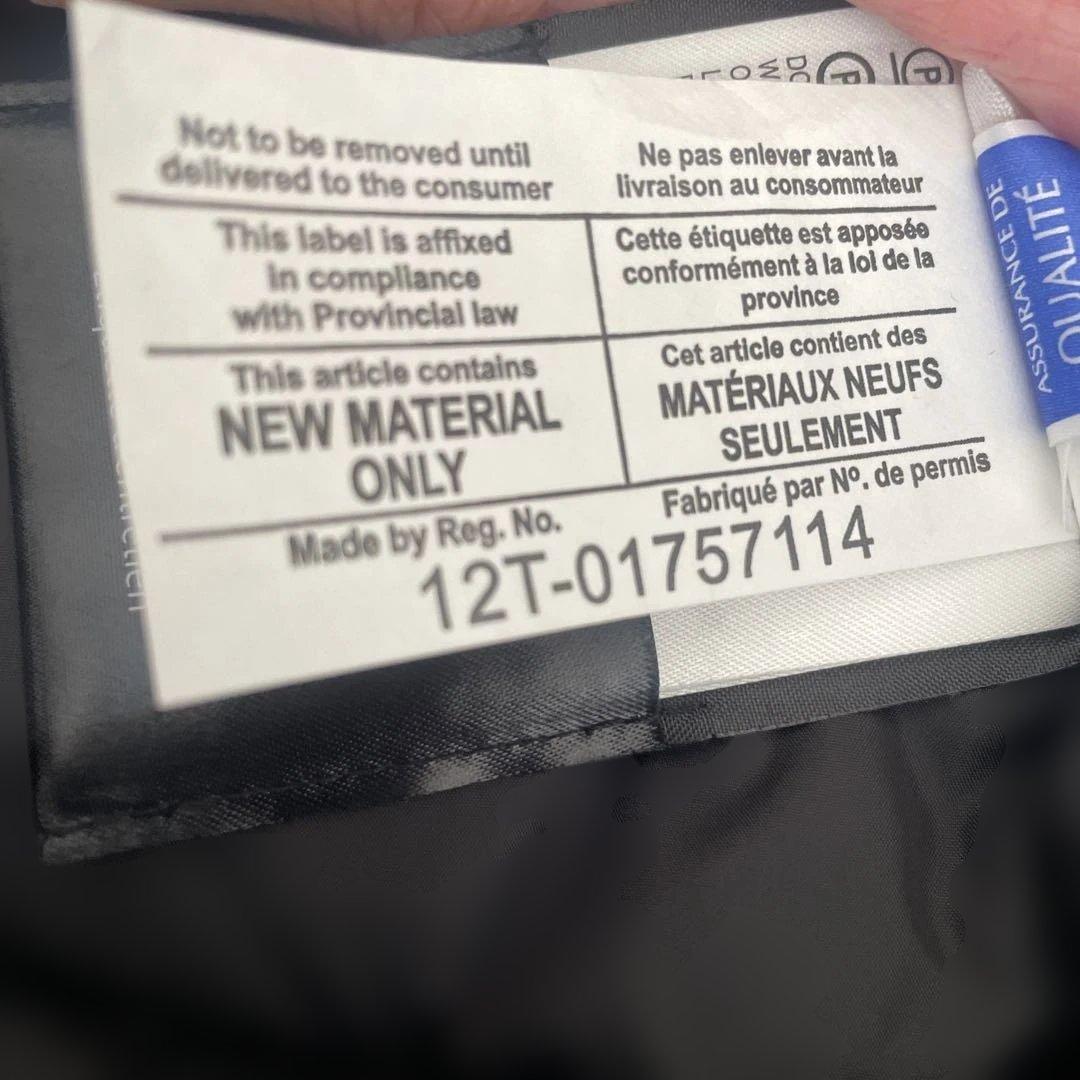 Not to be removed until
delivered to the consumer
Ne pas enlever avant la
livraison au consommateur
This label is affixed
in compliance
with Provincial law
Cette étiquette est apposée
conformément à la loi de la
province
This article contains
NEW MATERIAL
ONLY
Cet article contient des
MATÉRIAUX NEUFS
SEULEMENT
Made by Reg. No.
Fabriqué par Nº. de permis
12T-01757114
ASSURANCE DE
QUALITÉ
P
P